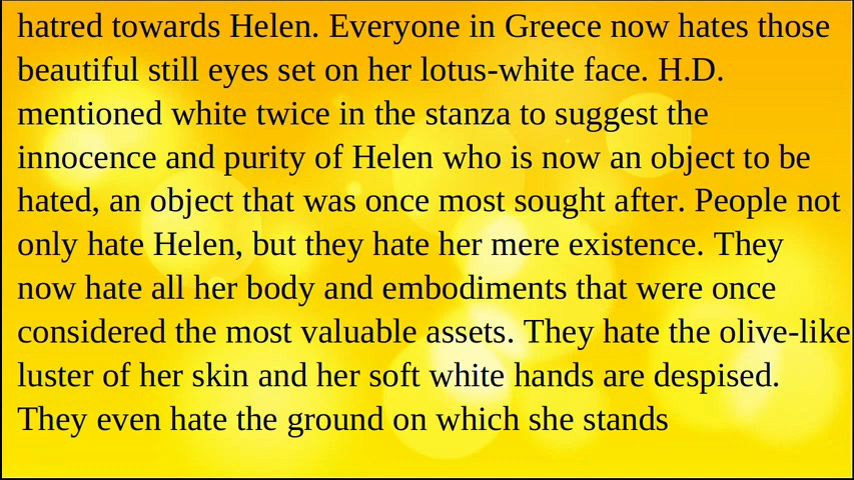 hatred towards Helen. Everyone in Greece now hates those
beautiful still eyes set on her lotus-white face. H.D.
mentioned white twice in the stanza to suggest the
innocence and purity of Helen who is now an object to be
hated, an object that was once most sought after. People not
only hate Helen, but they hate her mere existence. They
now hate all her body and embodiments that were once
considered the most valuable assets. They hate the olive-like
luster of her skin and her soft white hands are despised.
They even hate the ground on which she stands